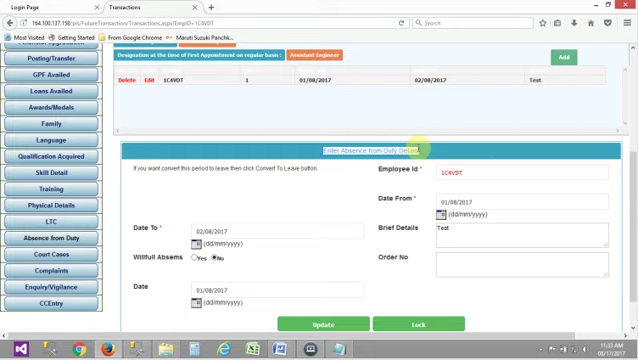 Login Page
Transactions
164.100.137.158/pis/FutureTransaction/Transactions.aspx?EmpID=1C4VDT
Search
Most Visited
Getting Started
From Google Chrome
Maruti Suzuki Panchk...
Posting/Transfer
GPF Availed
Loans Availed
Awards/Medals
Family
Language
Qualification Acquired
Skill Detail
Training
Physical Details
LTC
Absence from Duty
Court Cases
Complaints
Enquiry/Vigilance
CCEntry
Designation at the time of First Appointment on regular basis :
Assistant Engineer
Add
Delete Edit 1C4VDT 1 01/08/2017 02/08/2017 Test
Enter Absence from Duty Details
If you want convert this period to leave then click Convert To Leave button.
Employee Id * 1C4VDT
Date From * 01/08/2017
(dd/mm/yyyy)
Date To * 02/08/2017
(dd/mm/yyyy)
Brief Details Test
Willfull Absems Yes No
Order No
Date 01/08/2017
(dd/mm/yyyy)
Update
Lock
11:33 AM
08/17/2017